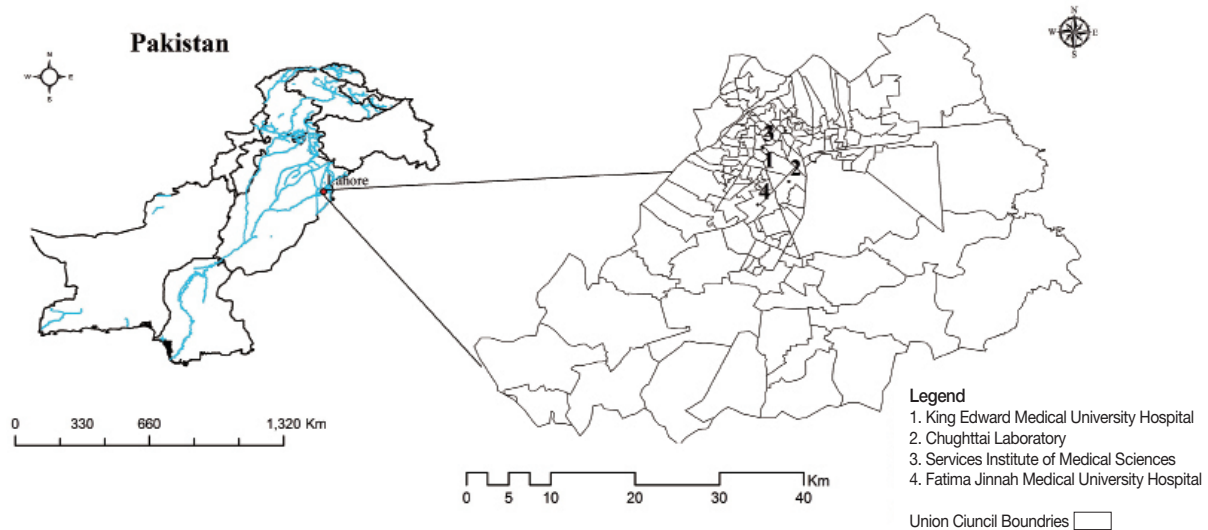 Pakistan
N
W E
S
Lahore
0 330 660 1,320 Km
N
W E
S
3
1
2
4
Km
0 5 10 20 30 40
Legend
1. King Edward Medical University Hospital
2. Chughttai Laboratory
3. Services Institute of Medical Sciences
4. Fatima Jinnah Medical University Hospital
Union Ciuncil Boundries